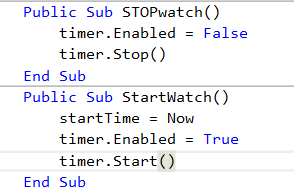 Public Sub STOPwatch()
    timer.Enabled = False
    timer.Stop()
End Sub
Public Sub StartWatch()
    startTime = Now
    timer.Enabled = True
    timer.Start()
End Sub